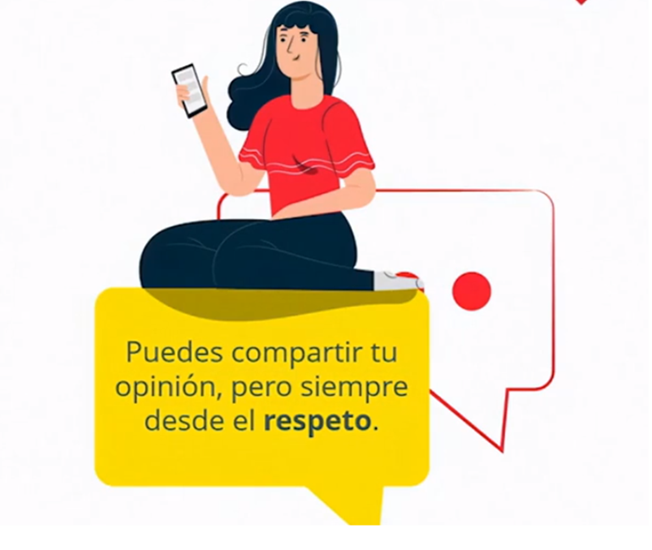 Puedes compartir tu
opinión, pero siempre
desde el respeto.